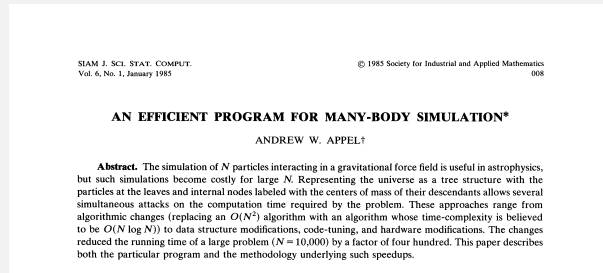 SIAM J. SCI. STAT. COMPUT.
Vol. 6, No. 1, January 1985
© 1985 Society for Industrial and Applied Mathematics
008
AN EFFICIENT PROGRAM FOR MANY-BODY SIMULATION*
ANDREW W. APPEL†
Abstract. The simulation of N particles interacting in a gravitational force field is useful in astrophysics,
but such simulations become costly for large N. Representing the universe as a tree structure with the
particles at the leaves and internal nodes labeled with the centers of mass of their descendants allows several
simultaneous attacks on the computation time required by the problem. These approaches range from
algorithmic changes (replacing an O(N²) algorithm with an algorithm whose time-complexity is believed
to be O(N log N)) to data structure modifications, code-tuning, and hardware modifications. The changes
reduced the running time of a large problem (N = 10,000) by a factor of four hundred. This paper describes
both the particular program and the methodology underlying such speedups.